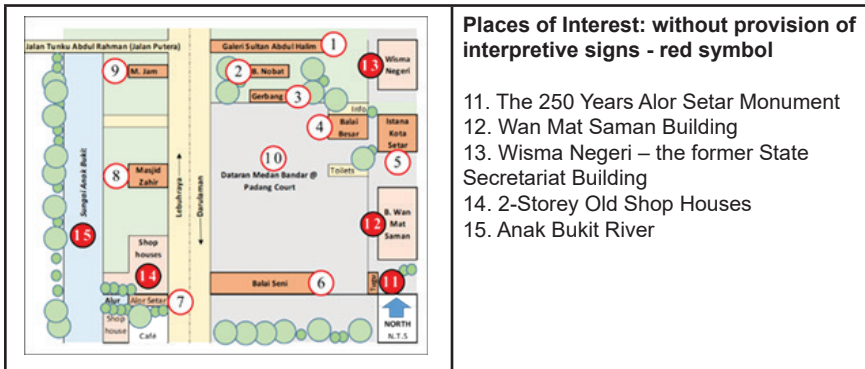 Jalan Tunku Abdul Rahman (Jalan Putera)
Galeri Sultan Abdul Halim
1
9
M. Jam
2
B. Nobat
13
Wisma
Negeri
Gerbang
3
Info.
4
Balai
Besar
Istana
Kota
Setar
5
10
Dataran Medan Bandar @
Padang Court
Toilets
8
Masjid
Zahir
Sungai Anak Bukit
Lebuhraya
Darulaman
15
Shop
houses
14
12
B. Wan
Mat
Saman
Balai Seni
6
Tugu
11
Alur
Alor Setar
7
Shop
house
Café
NORTH
N.T.S
Places of Interest: without provision of
interpretive signs - red symbol
11. The 250 Years Alor Setar Monument
12. Wan Mat Saman Building
13. Wisma Negeri – the former State
Secretariat Building
14. 2-Storey Old Shop Houses
15. Anak Bukit River